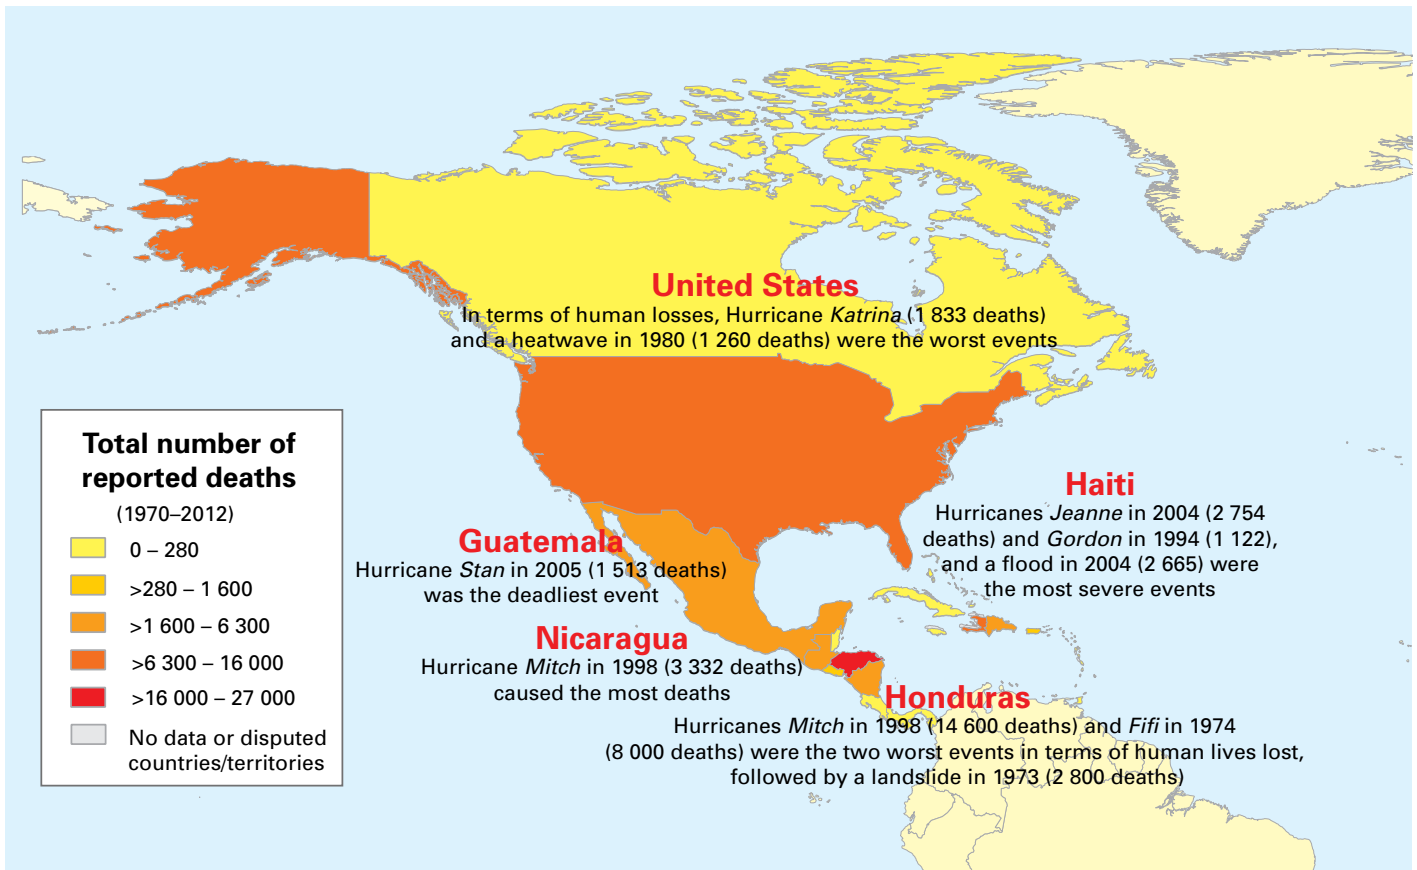 United States
In terms of human losses, Hurricane Katrina (1 833 deaths)
and a heatwave in 1980 (1 260 deaths) were the worst events
Total number of
reported deaths
(1970–2012)
0 – 280
>280 – 1 600
>1 600 – 6 300
>6 300 – 16 000
>16 000 – 27 000
No data or disputed
countries/territories
Haiti
Hurricanes Jeanne in 2004 (2 754
deaths) and Gordon in 1994 (1 122),
and a flood in 2004 (2 665) were
the most severe events
Guatemala
Hurricane Stan in 2005 (1 513 deaths)
was the deadliest event
Nicaragua
Hurricane Mitch in 1998 (3 332 deaths)
caused the most deaths
Honduras
Hurricanes Mitch in 1998 (14 600 deaths) and Fifi in 1974
(8 000 deaths) were the two worst events in terms of human lives lost,
followed by a landslide in 1973 (2 800 deaths)